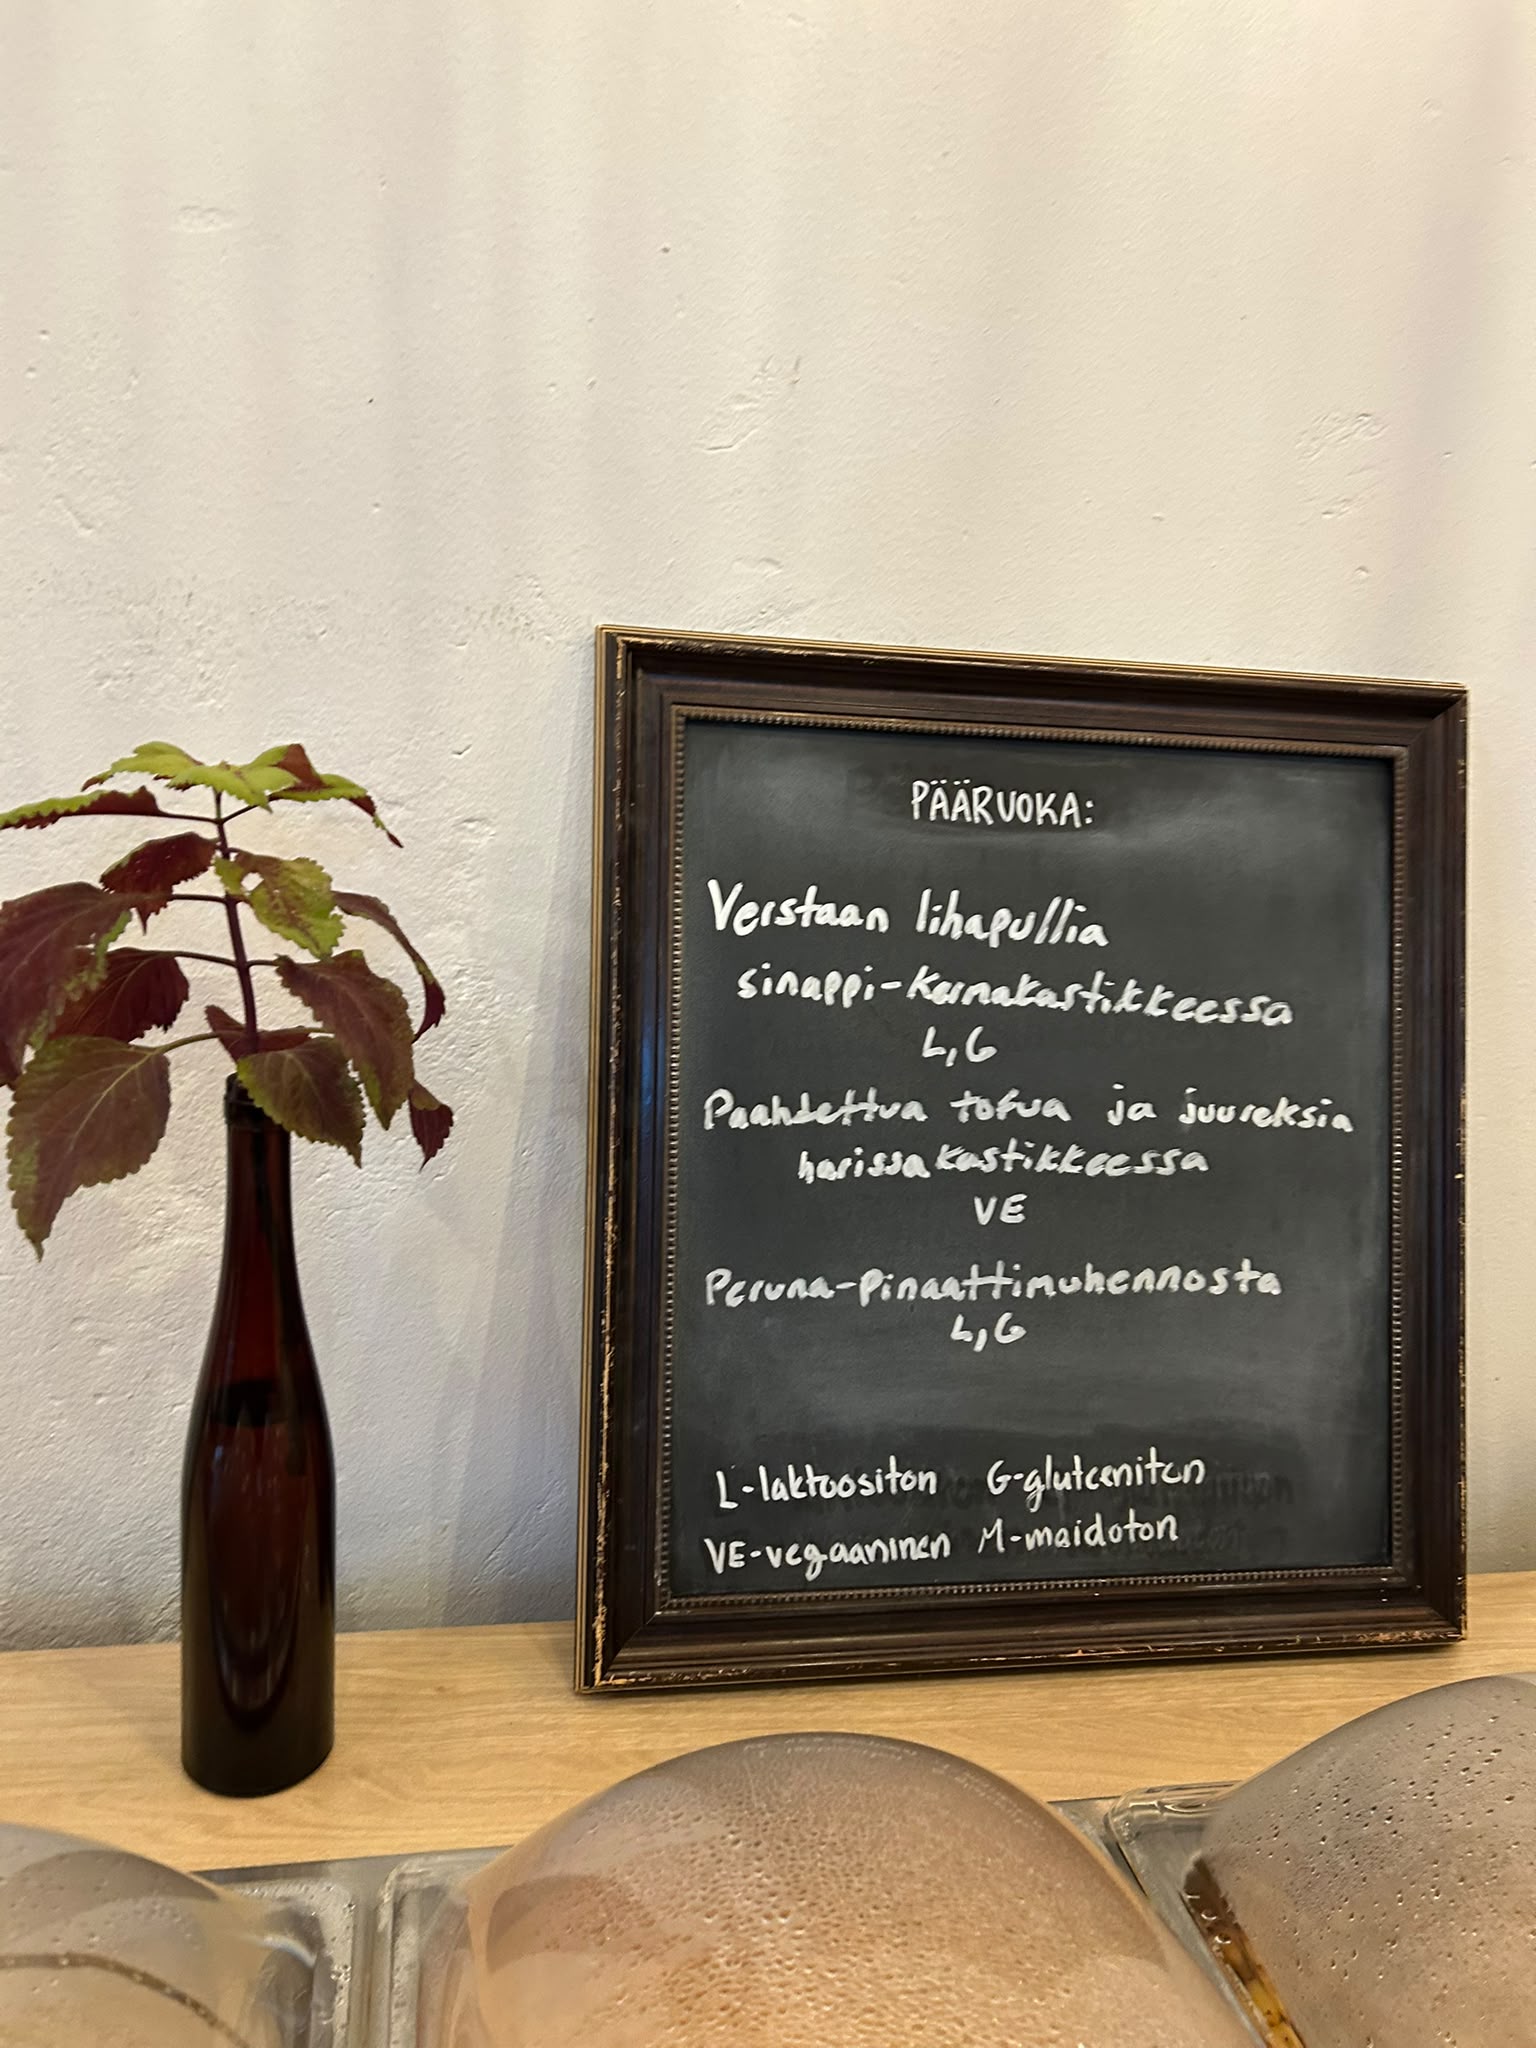 PÄÄRUOKA:
Verstaan lihapullia
sinappi-kermakastikkeessa
L,G
Paahdettua tofua ja juureksia
harissakastikkeessa
VE
Peruna-pinaattimuhennosta
L,G
L-laktoositon G-gluteeniton
VE-vegaaninen M-maidoton